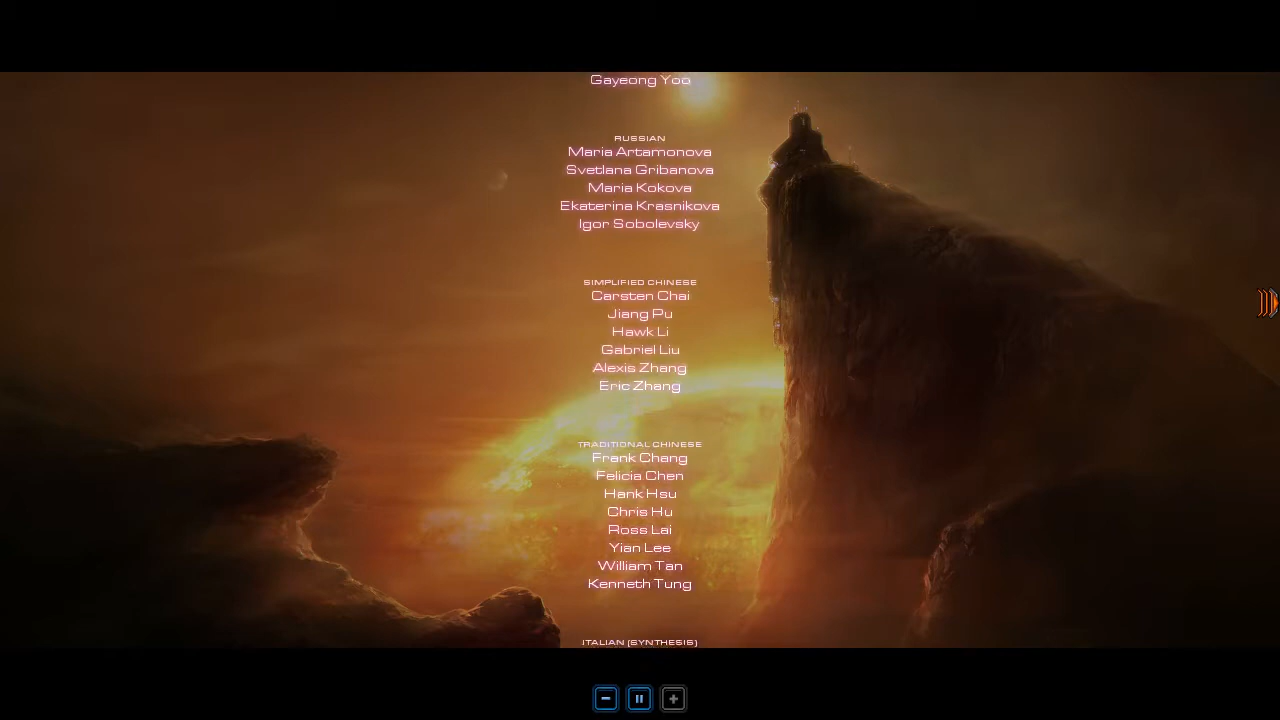 Gayeong Yoo
RUSSIAN
Maria Artamonova
Svetlana Gribanova
Maria Kokova
Ekaterina Krasnikova
Igor Sobolevsky
SIMPLIFIED CHINESE
Carsten Chai
Jiang Pu
Hawk Li
Gabriel Liu
Alexis Zhang
Eric Zhang
TRADITIONAL CHINESE
Frank Chang
Felicia Chen
Hank Hsu
Chris Hu
Ross Lai
Yian Lee
William Tan
Kenneth Tung
ITALIAN (SYNTHESIS)